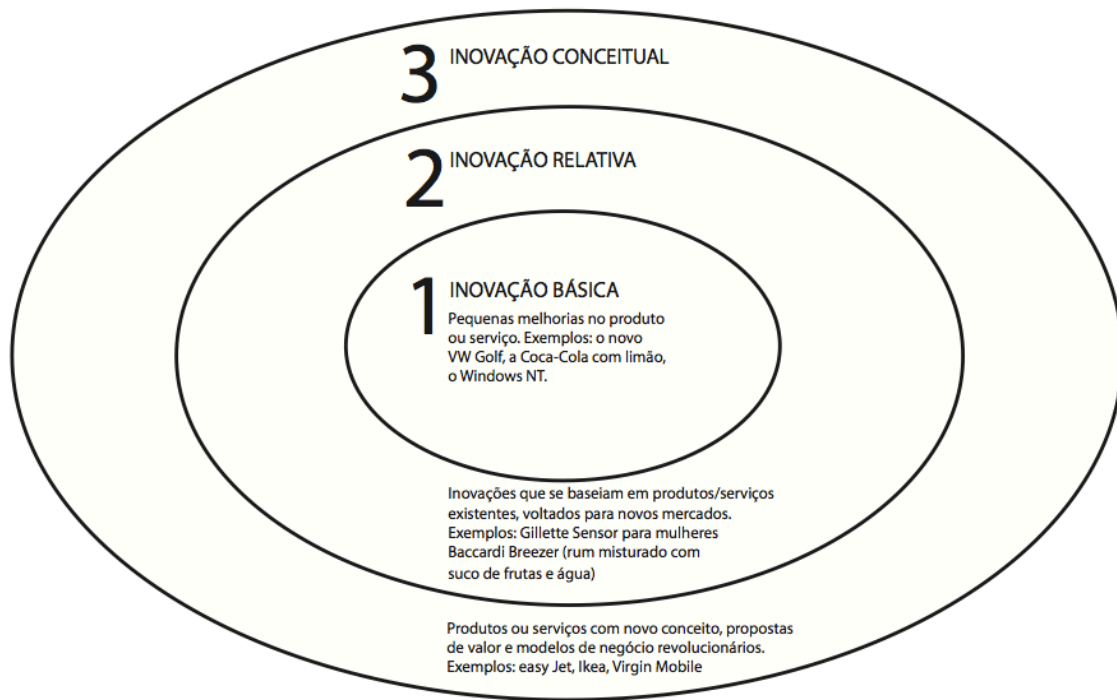 3 INOVAÇÃO CONCEITUAL
2 INOVAÇÃO RELATIVA
1 INOVAÇÃO BÁSICA
Pequenas melhorias no produto
ou serviço. Exemplos: o novo
VW Golf, a Coca-Cola com limão,
o Windows NT.
Inovações que se baseiam em produtos/serviços
existentes, voltados para novos mercados.
Exemplos: Gillette Sensor para mulheres
Baccardi Breezer (rum misturado com
suco de frutas e água)
Produtos ou serviços com novo conceito, propostas
de valor e modelos de negócio revolucionários.
Exemplos: easy Jet, Ikea, Virgin Mobile